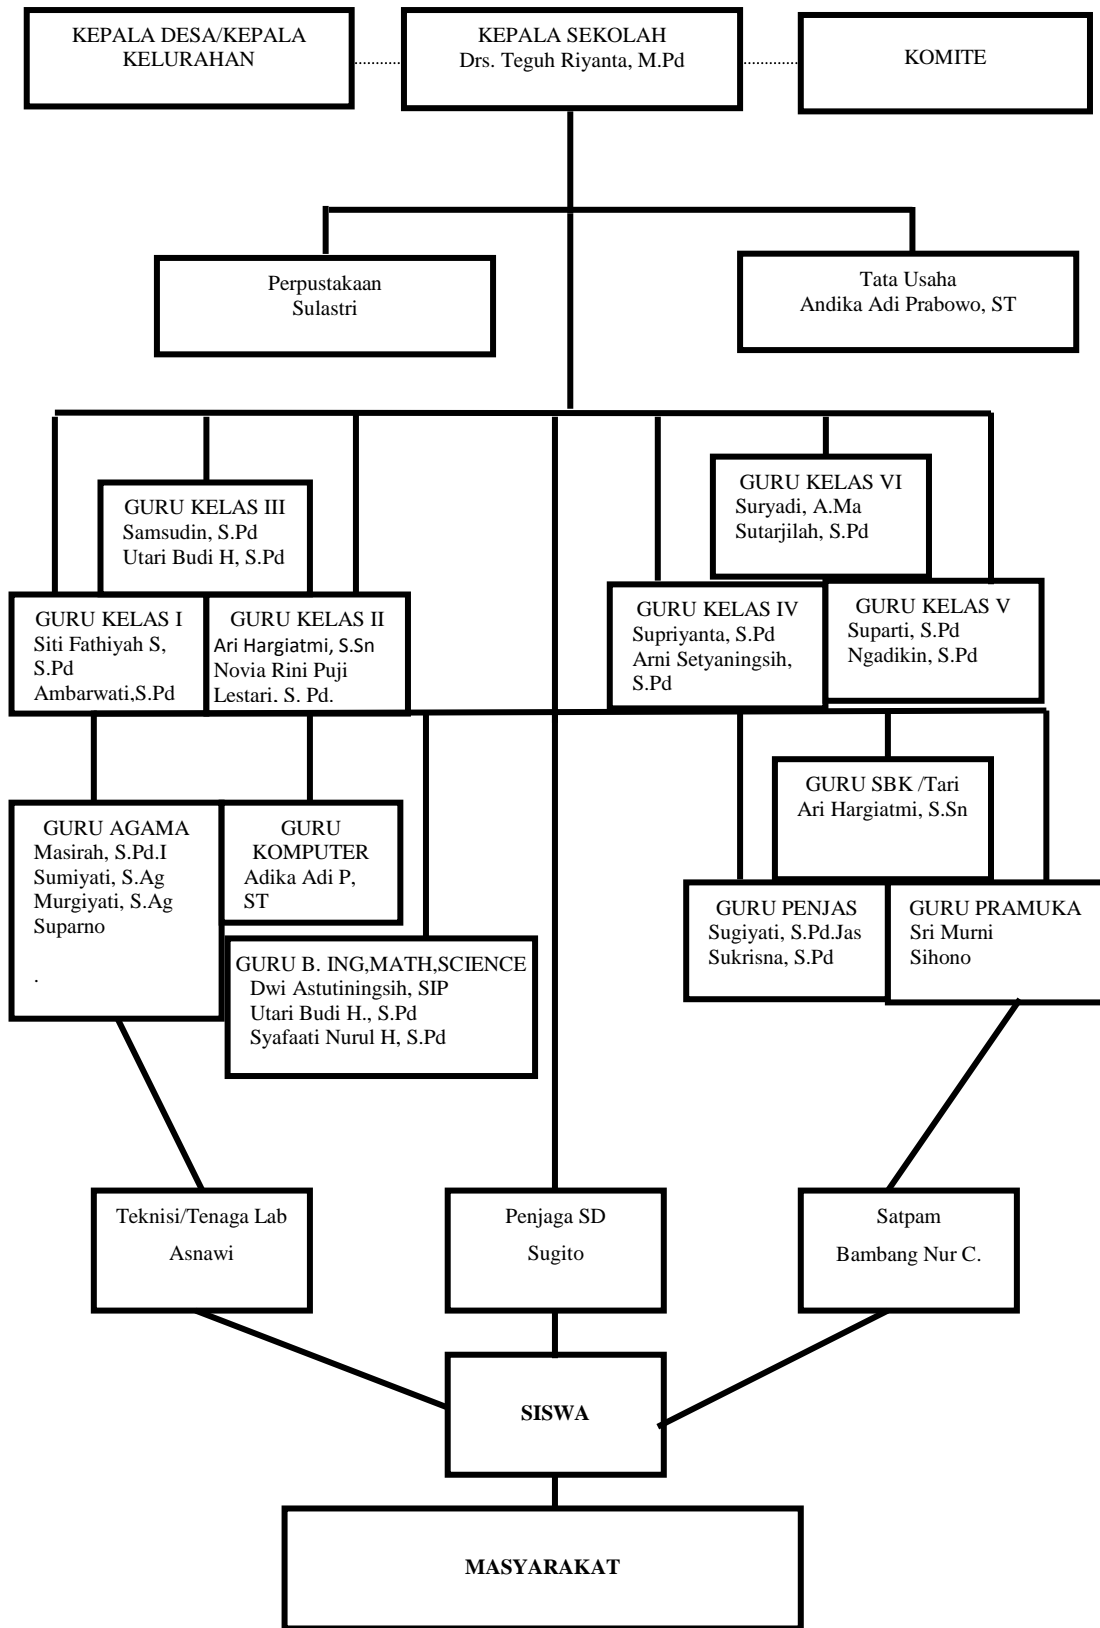 KEPALA DESA/KEPALA
KELURAHAN
KEPALA SEKOLAH
Drs. Teguh Riyanta, M.Pd
KOMITE
Perpustakaan
Sulastri
Tata Usaha
Andika Adi Prabowo, ST
GURU KELAS III
Samsudin, S.Pd
Utari Budi H, S.Pd
GURU KELAS VI
Suryadi, A.Ma
Sutarjilah, S.Pd
GURU KELAS I
Siti Fathiyah S,
S.Pd
Ambarwati,S.Pd
GURU KELAS II
Ari Hargiatmi, S.Sn
Novia Rini Puji
Lestari, S. Pd.
GURU KELAS IV
Supriyanta, S.Pd
Arni Setyaningsih,
S.Pd
GURU KELAS V
Suparti, S.Pd
Ngadikin, S.Pd
GURU AGAMA
Masirah, S.Pd.I
Sumiyati, S.Ag
Murgiyati, S.Ag
Suparno
.
GURU
KOMPUTER
Adika Adi P,
ST
GURU B. ING,MATH,SCIENCE
Dwi Astutiningsih, SIP
Utari Budi H., S.Pd
Syafaati Nurul H, S.Pd
GURU SBK /Tari
Ari Hargiatmi, S.Sn
GURU PENJAS
Sugiyati, S.Pd.Jas
Sukrisna, S.Pd
GURU PRAMUKA
Sri Murni
Sihono
Teknisi/Tenaga Lab
Asnawi
Penjaga SD
Sugito
Satpam
Bambang Nur C.
SISWA
MASYARAKAT